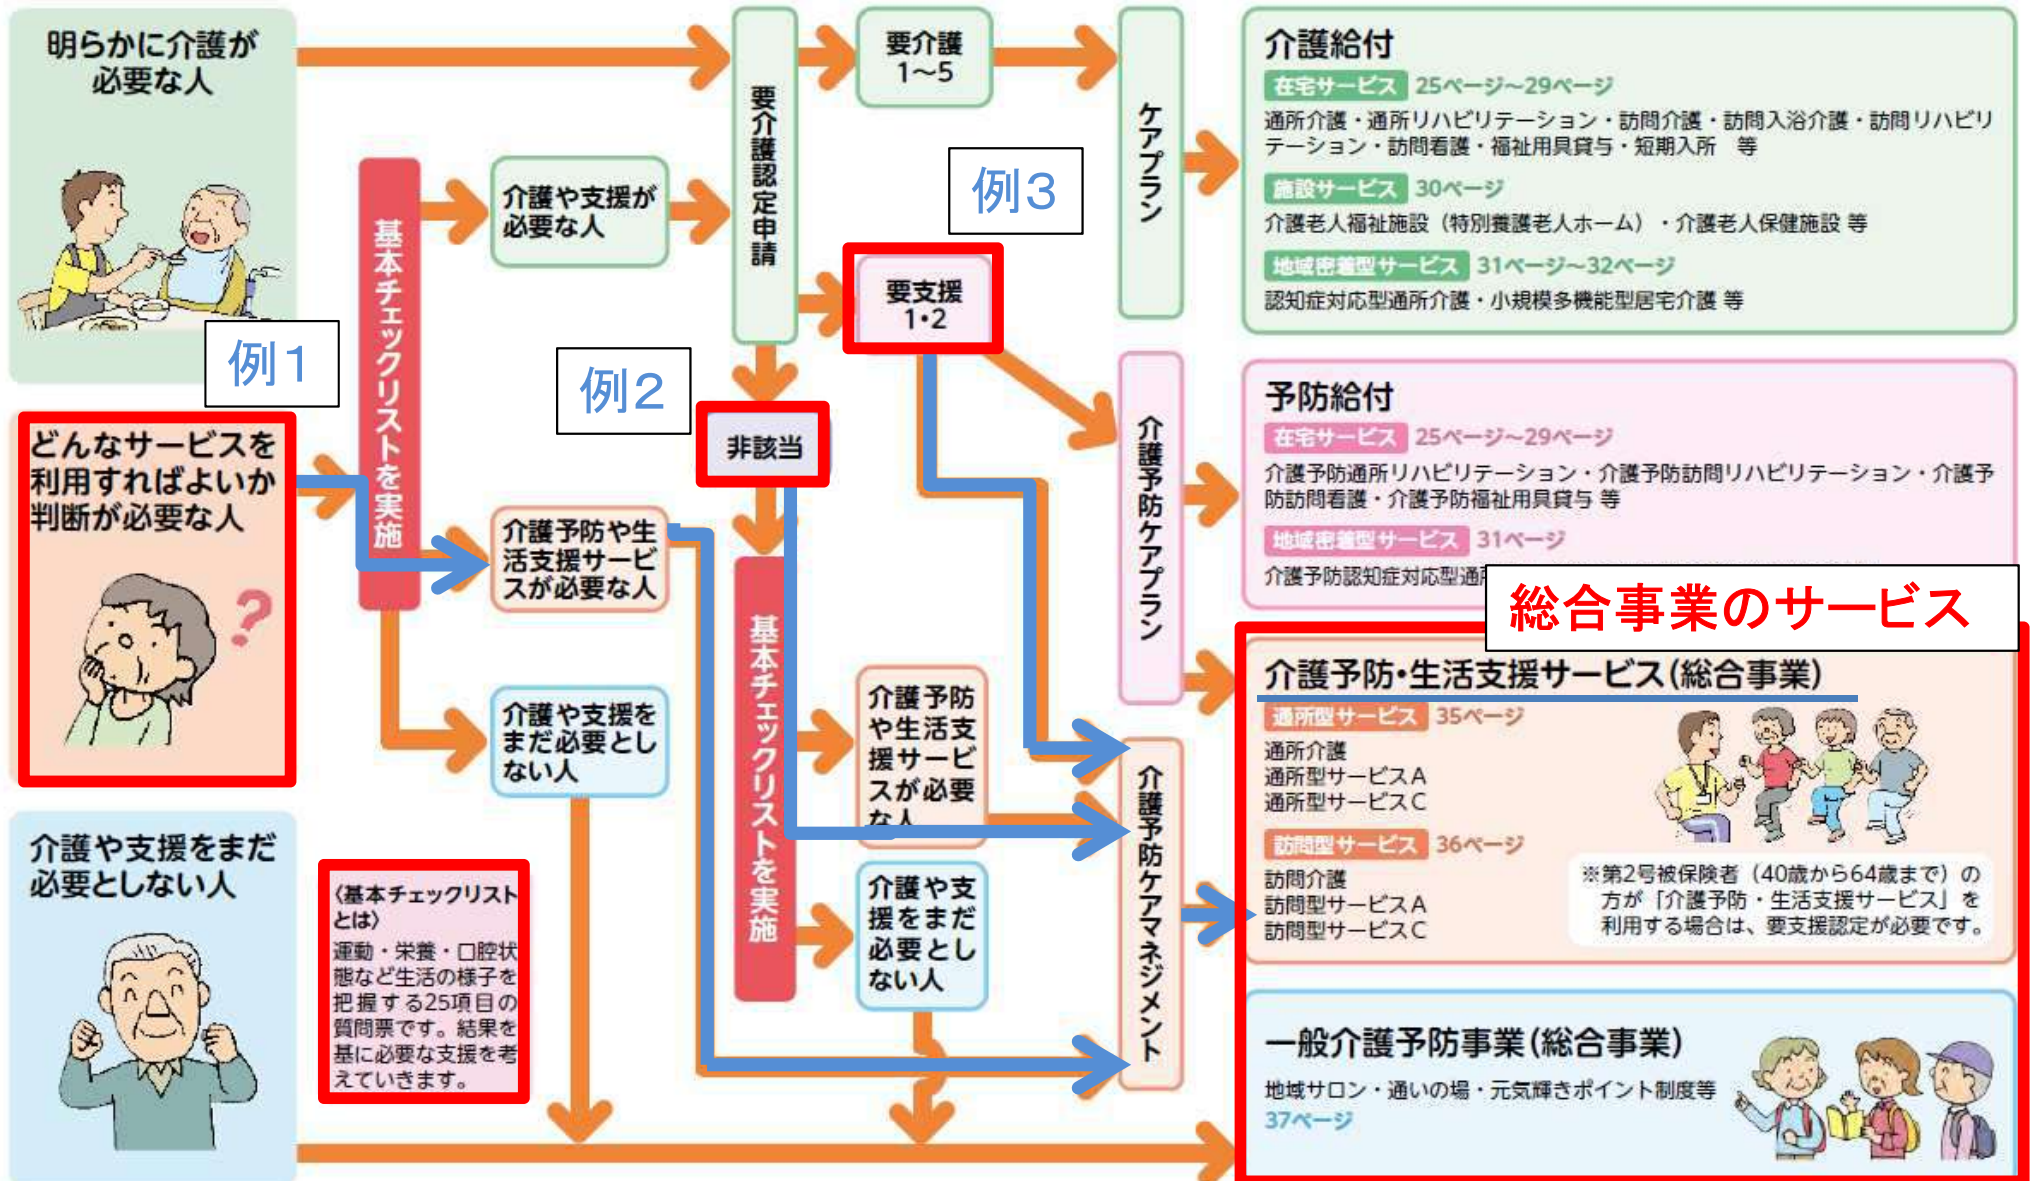 明らかに介護が
必要な人
例1
どんなサービスを
利用すればよいか
判断が必要な人
?
介護や支援をまだ
必要としない人
〈基本チェックリスト
とは〉
運動・栄養・口腔状
態など生活の様子を
把握する25項目の
質問票です。結果を
基に必要な支援を考
えていきます。
基本チェックリストを実施
介護や支援が
必要な人
介護予防や生
活支援サービ
スが必要な人
介護や支援を
まだ必要とし
ない人
例2
要介護認定申請
非該当
基本チェックリストを実施
要介護
1〜5
例3
要支援
1・2
介護予防
や生活支
援サービ
スが必要
な人
介護や支
援をまだ
必要とし
ない人
ケアプラン
介護予防ケアプラン
介護予防ケアマネジメント
介護給付
在宅サービス 25ページ〜29ページ
通所介護・通所リハビリテーション・訪問介護・訪問入浴介護・訪問リハビリ
テーション・訪問看護・福祉用具貸与・短期入所 等
施設サービス 30ページ
介護老人福祉施設（特別養護老人ホーム）・介護老人保健施設 等
地域密着型サービス 31ページ〜32ページ
認知症対応型通所介護・小規模多機能型居宅介護 等
予防給付
在宅サービス 25ページ〜29ページ
介護予防通所リハビリテーション・介護予防訪問リハビリテーション・介護予
防訪問看護・介護予防福祉用具貸与 等
地域密着型サービス 31ページ
介護予防認知症対応型通
総合事業のサービス
介護予防・生活支援サービス(総合事業)
通所型サービス 35ページ
通所介護
通所型サービスA
通所型サービスC
訪問型サービス 36ページ
訪問介護
訪問型サービスA
訪問型サービスC
※第2号被保険者（40歳から64歳まで）の
方が「介護予防・生活支援サービス」を
利用する場合は、要支援認定が必要です。
一般介護予防事業(総合事業)
地域サロン・通いの場・元気輝きポイント制度等
37ページ